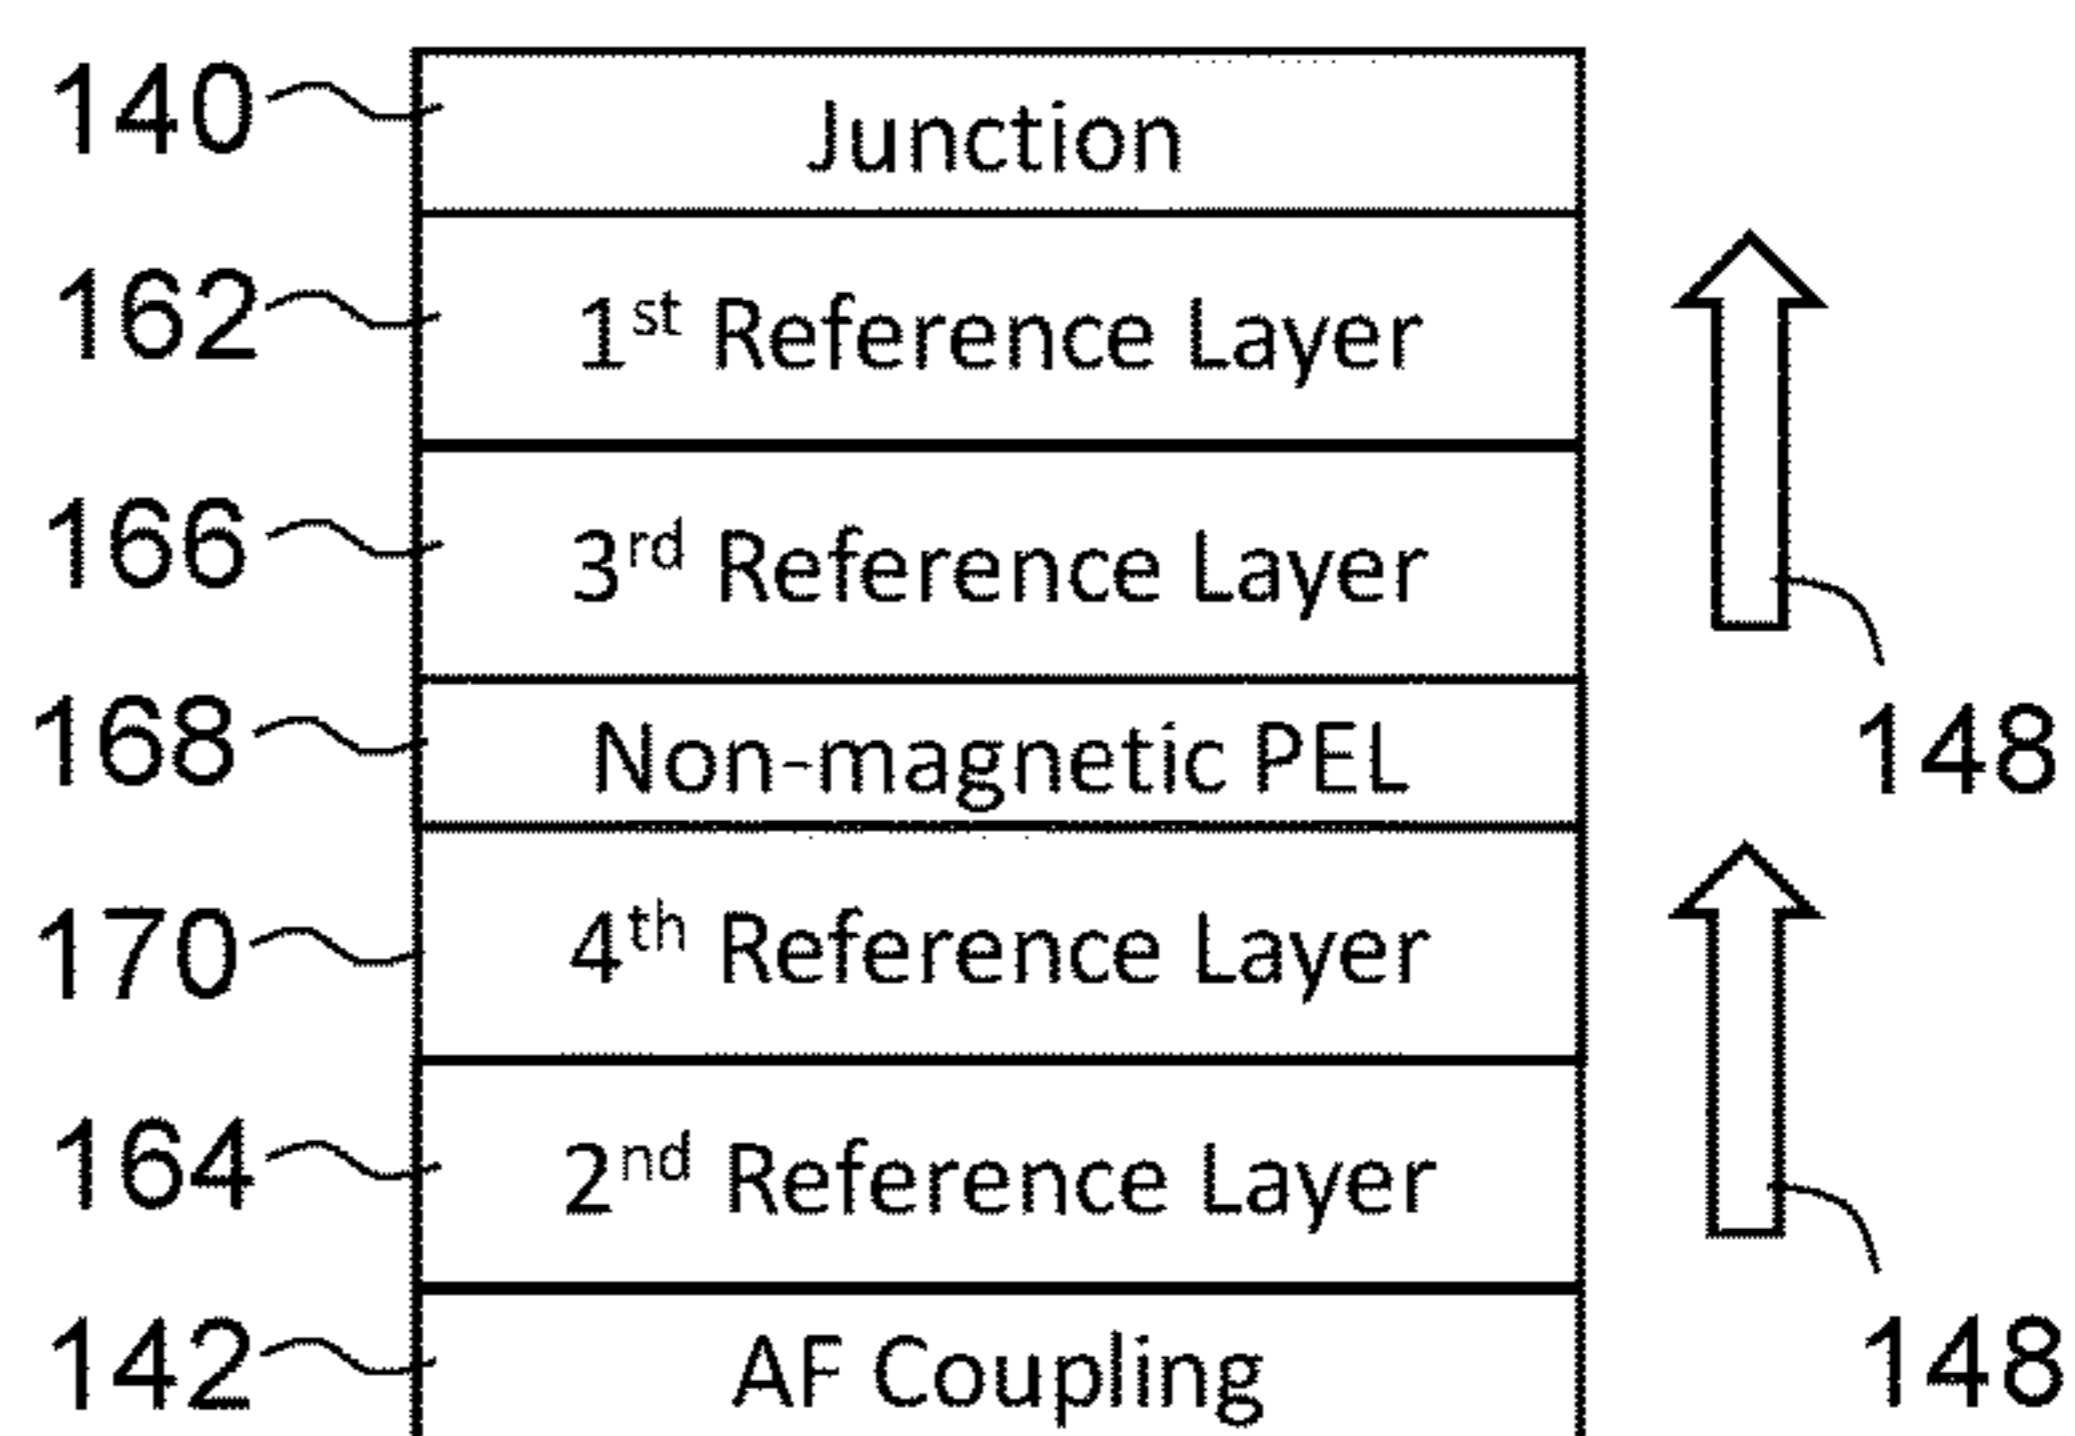 140 Junction
162 1st Reference Layer
166 3rd Reference Layer
148
168 Non-magnetic PEL
170 4th Reference Layer
164 2nd Reference Layer
148
142 AF Coupling